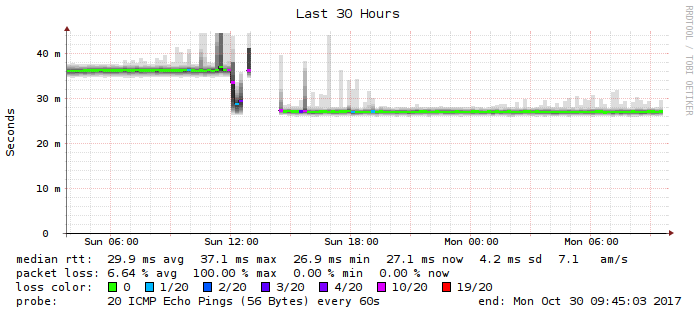 Last 30 Hours
RRDTOOL / TOBI OETIKER
Seconds
40 m
30 m
20 m
10 m
0
Sun 06:00 Sun 12:00 Sun 18:00 Mon 00:00 Mon 06:00
median rtt: 29.9 ms avg 37.1 ms max 26.9 ms min 27.1 ms now 4.2 ms sd 7.1 am/s
packet loss: 6.64 % avg 100.00 % max 0.00 % min 0.00 % now
loss color: 0 1/20 2/20 3/20 4/20 10/20 19/20
probe: 20 ICMP Echo Pings (56 Bytes) every 60s end: Mon Oct 30 09:45:03 2017